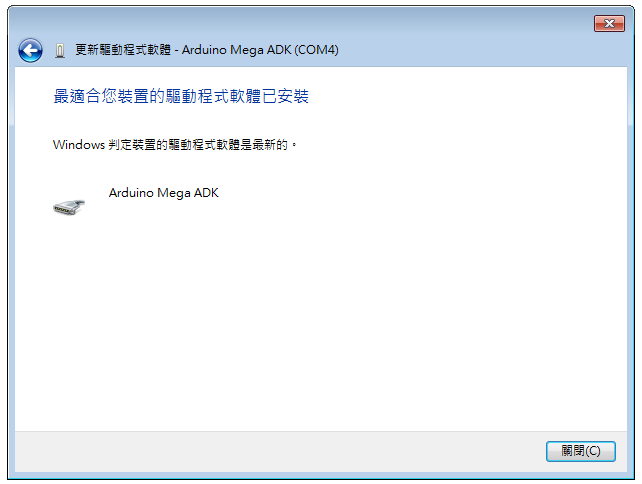 更新驅動程式軟體 - Arduino Mega ADK (COM4)
最適合您裝置的驅動程式軟體已安裝
Windows 判定裝置的驅動程式軟體是最新的。
Arduino Mega ADK
關閉(C)